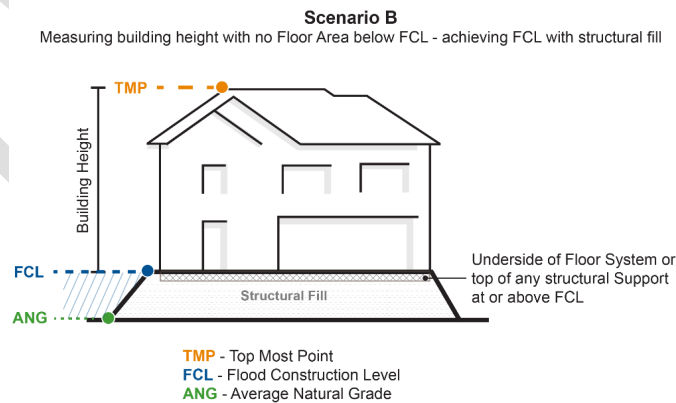 Scenario B
Measuring building height with no Floor Area below FCL - achieving FCL with structural fill
TMP
Building Height
FCL
Underside of Floor System or
top of any structural Support
at or above FCL
Structural Fill
ANG
TMP - Top Most Point
FCL - Flood Construction Level
ANG - Average Natural Grade